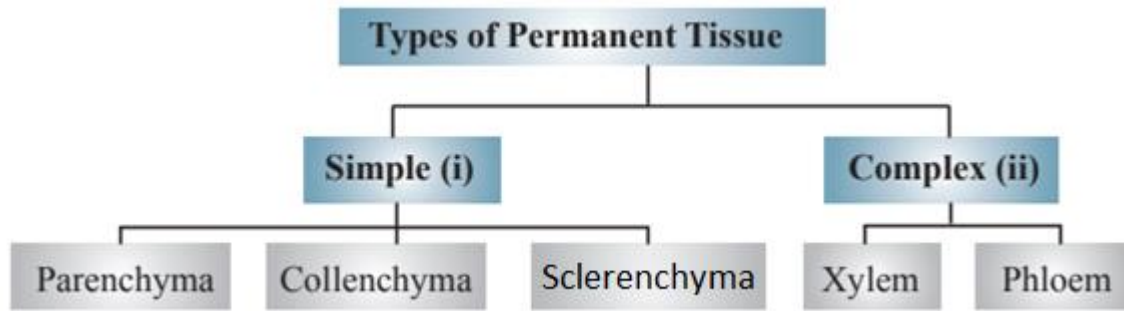 Types of Permanent Tissue
Simple (i)
Complex (ii)
Parenchyma
Collenchyma
Sclerenchyma
Xylem
Phloem